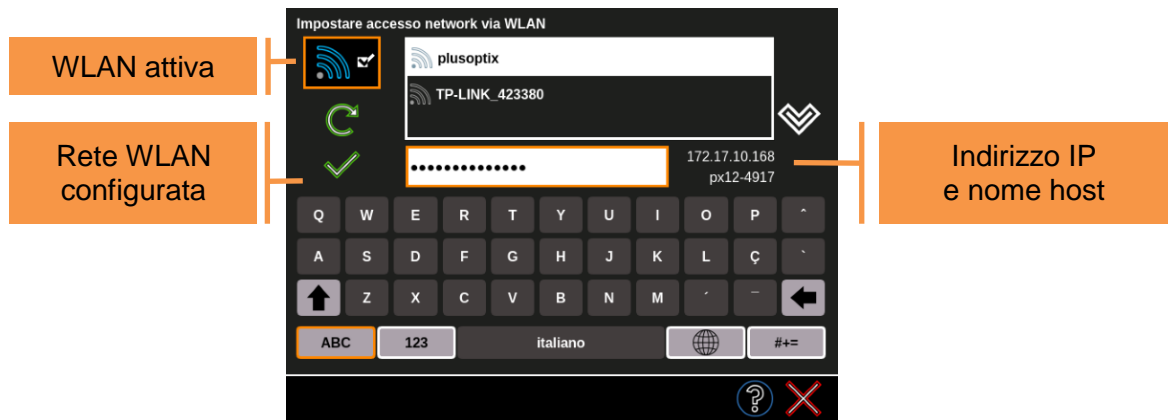 Impostare accesso network via WLAN
WLAN attiva
plusoptix
TP-LINK_423380
Rete WLAN
configurata
••••••••••••••
172.17.10.168
px12-4917
Indirizzo IP
e nome host
Q W E R T Y U I O P ^
A S D F G H J K L Ç `
Z X C V B N M ´ ¯
ABC 123 italiano #+=
?